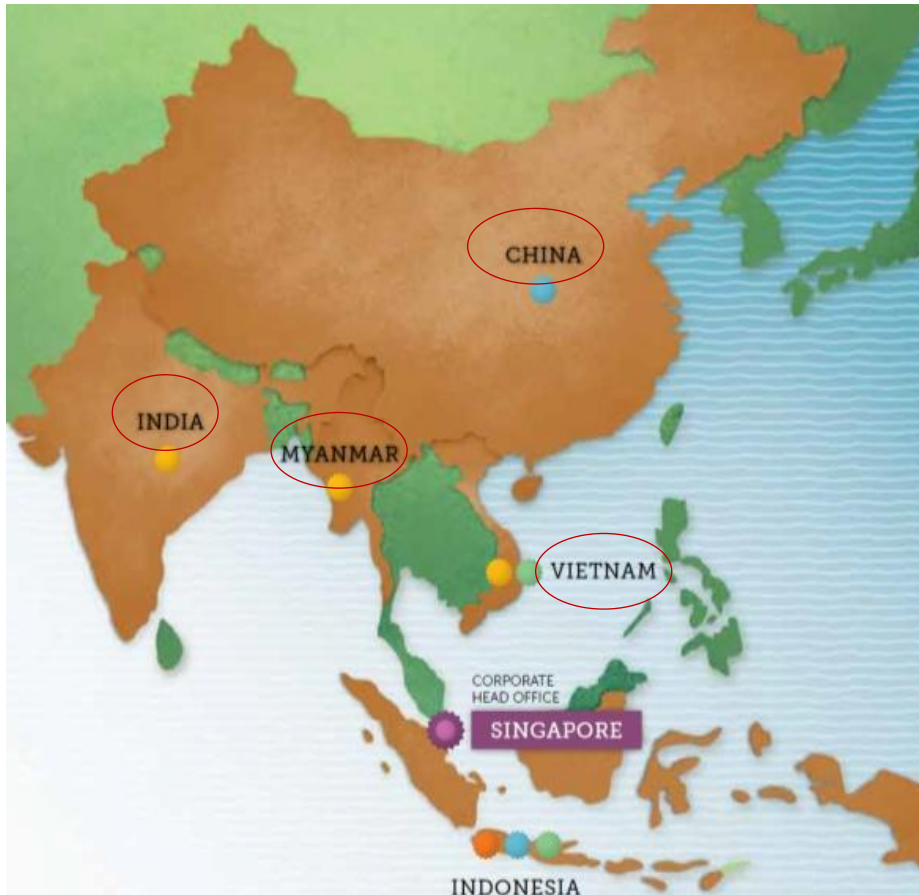 CHINA
INDIA
MYANMAR
VIETNAM
CORPORATE
HEAD OFFICE
SINGAPORE
INDONESIA